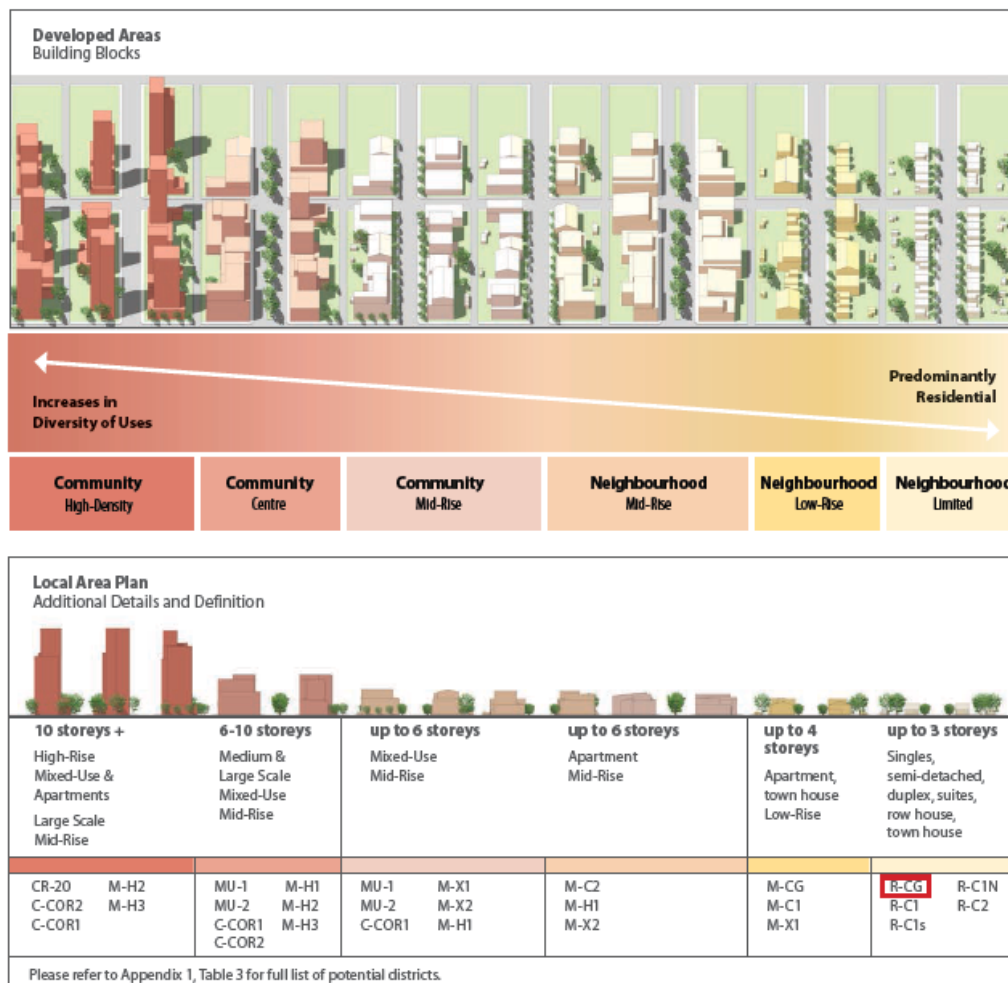 Developed Areas
Building Blocks
Increases in
Diversity of Uses
Predominantly
Residential
Community
High-Density
Community
Centre
Community
Mid-Rise
Neighbourhood
Mid-Rise
Neighbourhood
Low-Rise
Neighbourhood
Limited
Local Area Plan
Additional Details and Definition
10 storeys +
High-Rise
Mixed-Use &
Apartments
Large Scale
Mid-Rise
6-10 storeys
Medium &
Large Scale
Mixed-Use
Mid-Rise
up to 6 storeys
Mixed-Use
Mid-Rise
up to 6 storeys
Apartment
Mid-Rise
up to 4
storeys
Apartment,
town house
Low-Rise
up to 3 storeys
Singles,
semi-detached,
duplex, suites,
row house,
town house
CR-20 M-H2
C-COR2 M-H3
C-COR1
MU-1 M-H1
MU-2 M-H2
C-COR1 M-H3
C-COR2
MU-1 M-X1
MU-2 M-X2
C-COR1 M-H1
M-C2
M-H1
M-X2
M-CG
M-C1
M-X1
R-CG R-C1N
R-C1 R-C2
R-C1s
Please refer to Appendix 1, Table 3 for full list of potential districts.